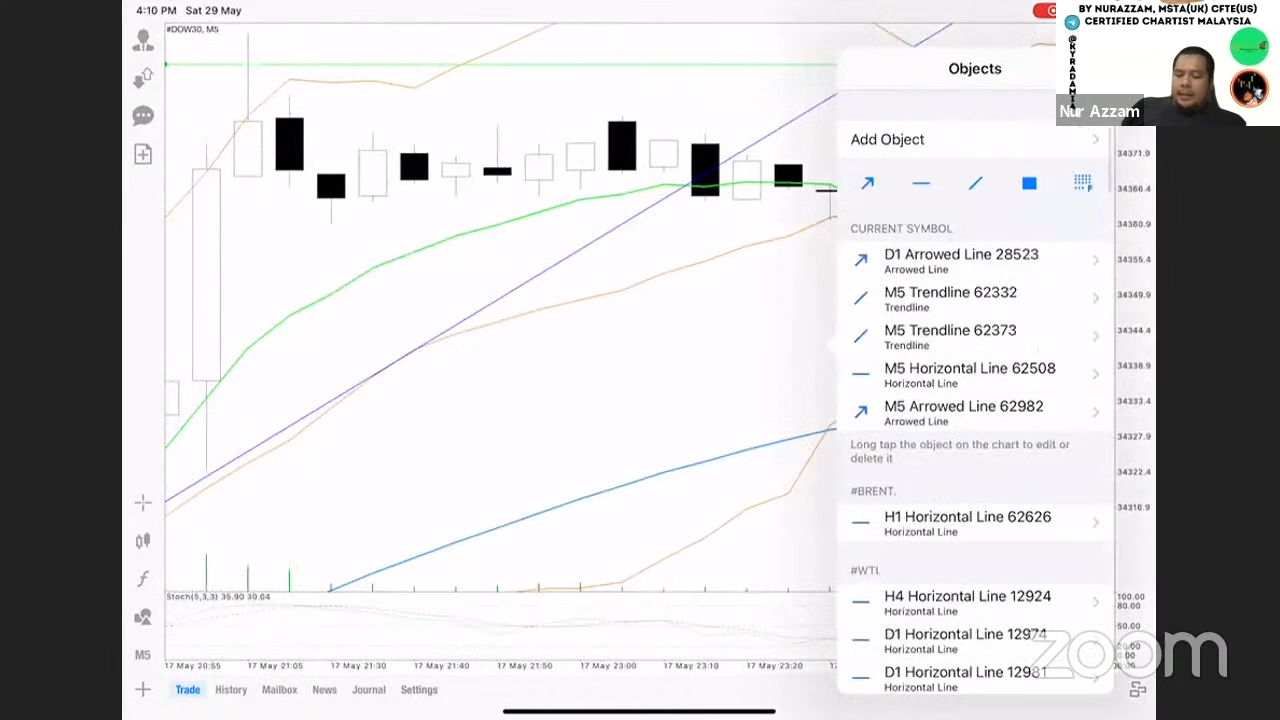 4:10 PM Sat 29 May
BY NURAZZAM, MSTA(UK) CFTE(US)
CERTIFIED CHARTIST MALAYSIA
@KYRADAMIA
Nur Azzam
#DOW30, M5
Objects
Add Object
CURRENT SYMBOL
D1 Arrowed Line 28523
Arrowed Line
M5 Trendline 62332
Trendline
M5 Trendline 62373
Trendline
M5 Horizontal Line 62508
Horizontal Line
M5 Arrowed Line 62982
Arrowed Line
Long tap the object on the chart to edit or
delete it
#BRENT.
H1 Horizontal Line 62626
Horizontal Line
#WTI.
H4 Horizontal Line 12924
Horizontal Line
D1 Horizontal Line 12974
Horizontal Line
D1 Horizontal Line 12981
Horizontal Line
34371.9
34366.4
34360.9
34355.4
34349.9
34344.4
34338.9
34333.4
34327.9
34322.4
34316.9
Stoch(5,3,3) 35.90 30.04
100.00
80.00
50.00
20.00
0.00
17 May 20:55
17 May 21:05
17 May 21:30
17 May 21:40
17 May 21:50
17 May 23:00
17 May 23:10
17 May 23:20
M5
Trade
History
Mailbox
News
Journal
Settings
zoom